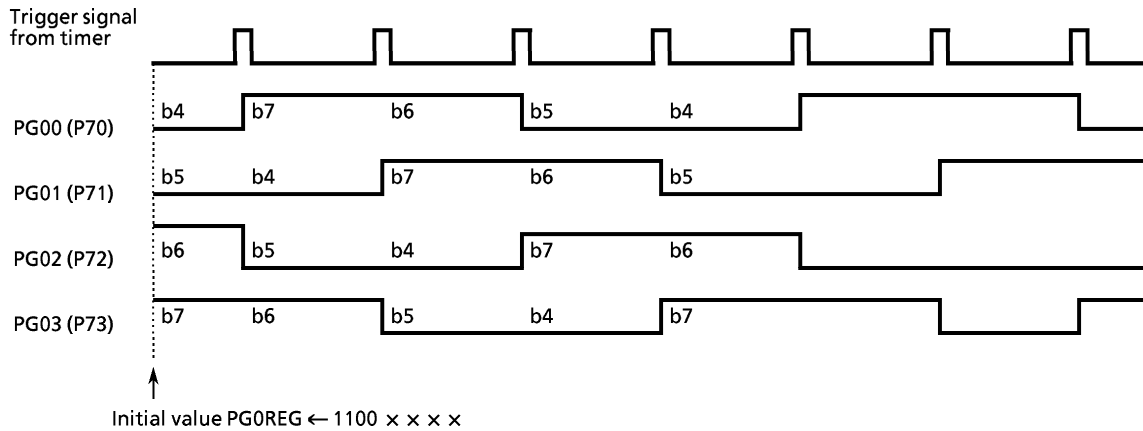 Trigger signal
from timer
PG00 (P70)
b4 b7 b6 b5 b4
PG01 (P71)
b5 b4 b7 b6 b5
PG02 (P72)
b6 b5 b4 b7 b6
PG03 (P73)
b7 b6 b5 b4 b7
Initial value PG0REG ← 1100 × × × ×